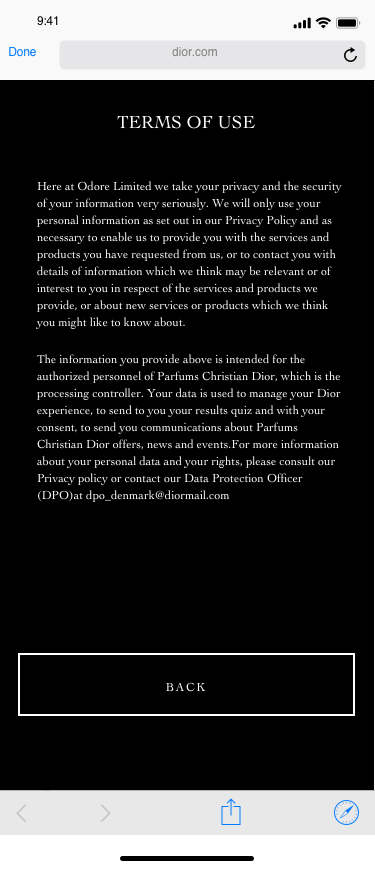 9:41
Done
dior.com
TERMS OF USE
Here at Odore Limited we take your privacy and the security
of your information very seriously. We will only use your
personal information as set out in our Privacy Policy and as
necessary to enable us to provide you with the services and
products you have requested from us, or to contact you with
details of information which we think may be relevant or of
interest to you in respect of the services and products we
provide, or about new services or products which we think
you might like to know about.
The information you provide above is intended for the
authorized personnel of Parfums Christian Dior, which is the
processing controller. Your data is used to manage your Dior
experience, to send to you your results quiz and with your
consent, to send you communications about Parfums
Christian Dior offers, news and events.For more information
about your personal data and your rights, please consult our
Privacy policy or contact our Data Protection Officer
(DPO)at dpo_denmark@diormail.com
BACK